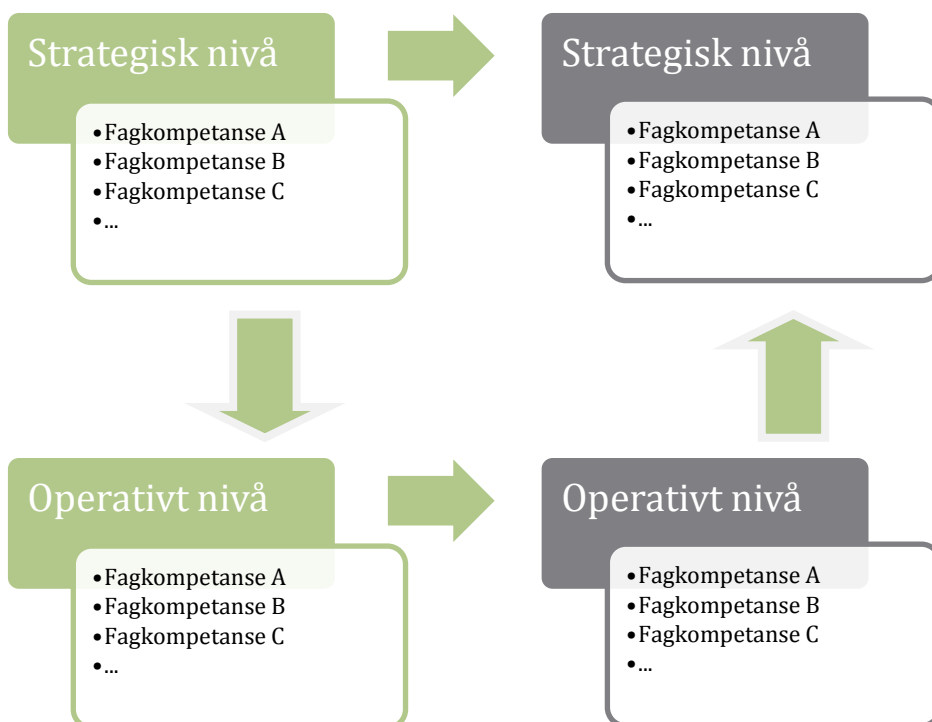 Strategisk nivå
•Fagkompetanse A
•Fagkompetanse B
•Fagkompetanse C
•...
Strategisk nivå
•Fagkompetanse A
•Fagkompetanse B
•Fagkompetanse C
•...
Operativt nivå
•Fagkompetanse A
•Fagkompetanse B
•Fagkompetanse C
•...
Operativt nivå
•Fagkompetanse A
•Fagkompetanse B
•Fagkompetanse C
•...